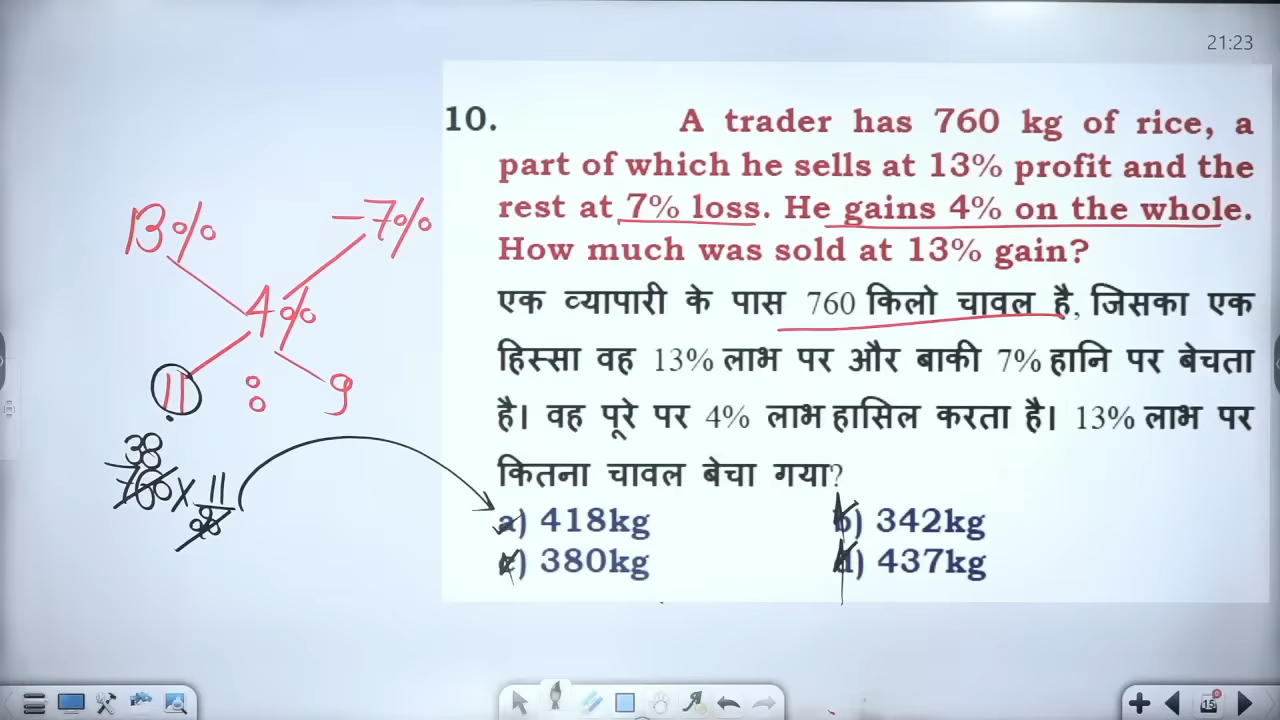 21:23
10. A trader has 760 kg of rice, a
part of which he sells at 13% profit and the
rest at 7% loss. He gains 4% on the whole.
How much was sold at 13% gain?
एक व्यापारी के पास 760 किलो चावल है, जिसका एक
हिस्सा वह 13% लाभ पर और बाकी 7% हानि पर बेचता
है। वह पूरे पर 4% लाभ हासिल करता है। 13% लाभ पर
कितना चावल बेचा गया?
a) 418kg b) 342kg
c) 380kg d) 437kg
13% -7%
4%
11 : 9
38
760 x 11
20
15